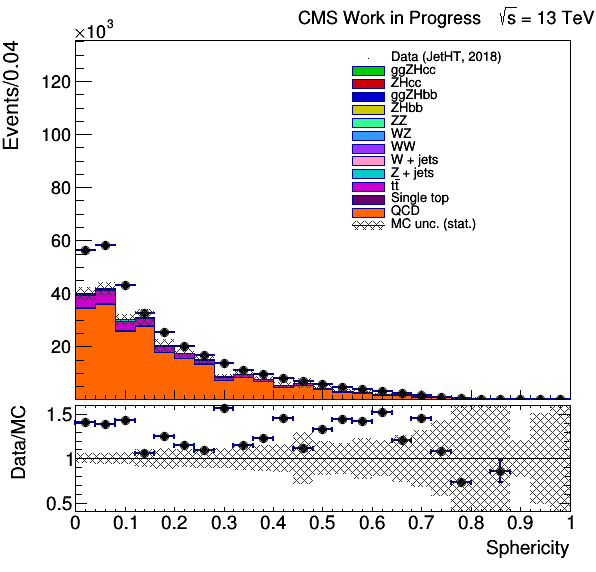 CMS Work in Progress √s = 13 TeV
×10³
Events/0.04
Data (JetHT, 2018)
ggZHcc
ZHcc
ggZHbb
ZHbb
ZZ
WZ
WW
W + jets
Z + jets
tt̄
Single top
QCD
MC unc. (stat.)
120
100
80
60
40
20
Data/MC
1.5
1
0.5
0 0.1 0.2 0.3 0.4 0.5 0.6 0.7 0.8 0.9 1
Sphericity